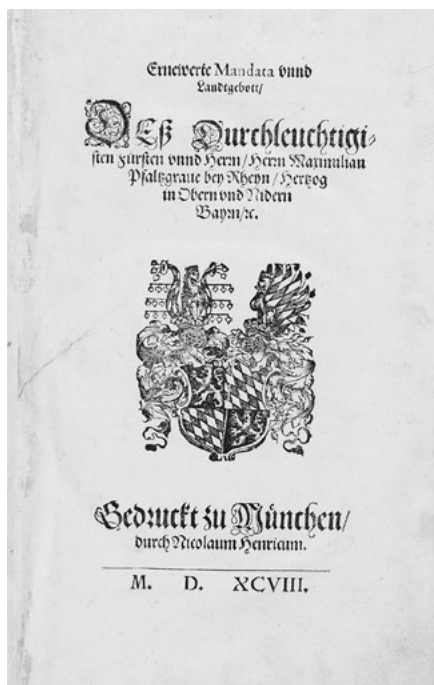 Ernewerte Mandata vnnd
Landtgebott/
Deß Durchleuchtigi-
sten Fürsten vnnd Herrn/ Herrn Maximilian
Pfaltzgraue bey Rheyn/ Hertzog
in Obern vnd Nidern
Bayrn/ ꝛc.
Gedruckt zu München/
durch Nicolaum Henricum.
M. D. XCVIII.